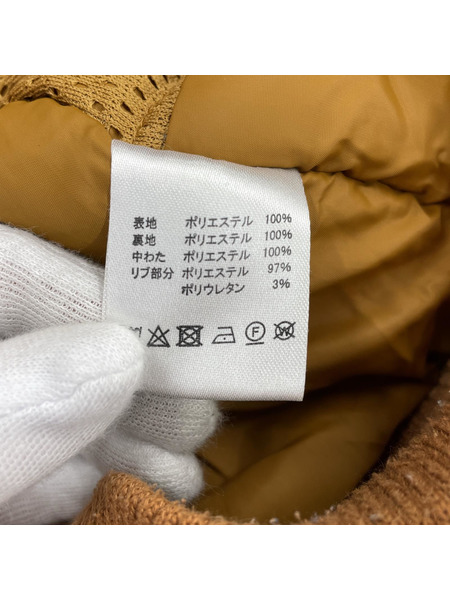 表地 ポリエステル 100%
裏地 ポリエステル 100%
中わた ポリエステル 100%
リブ部分 ポリエステル 97%
ポリウレタン 3%
F W